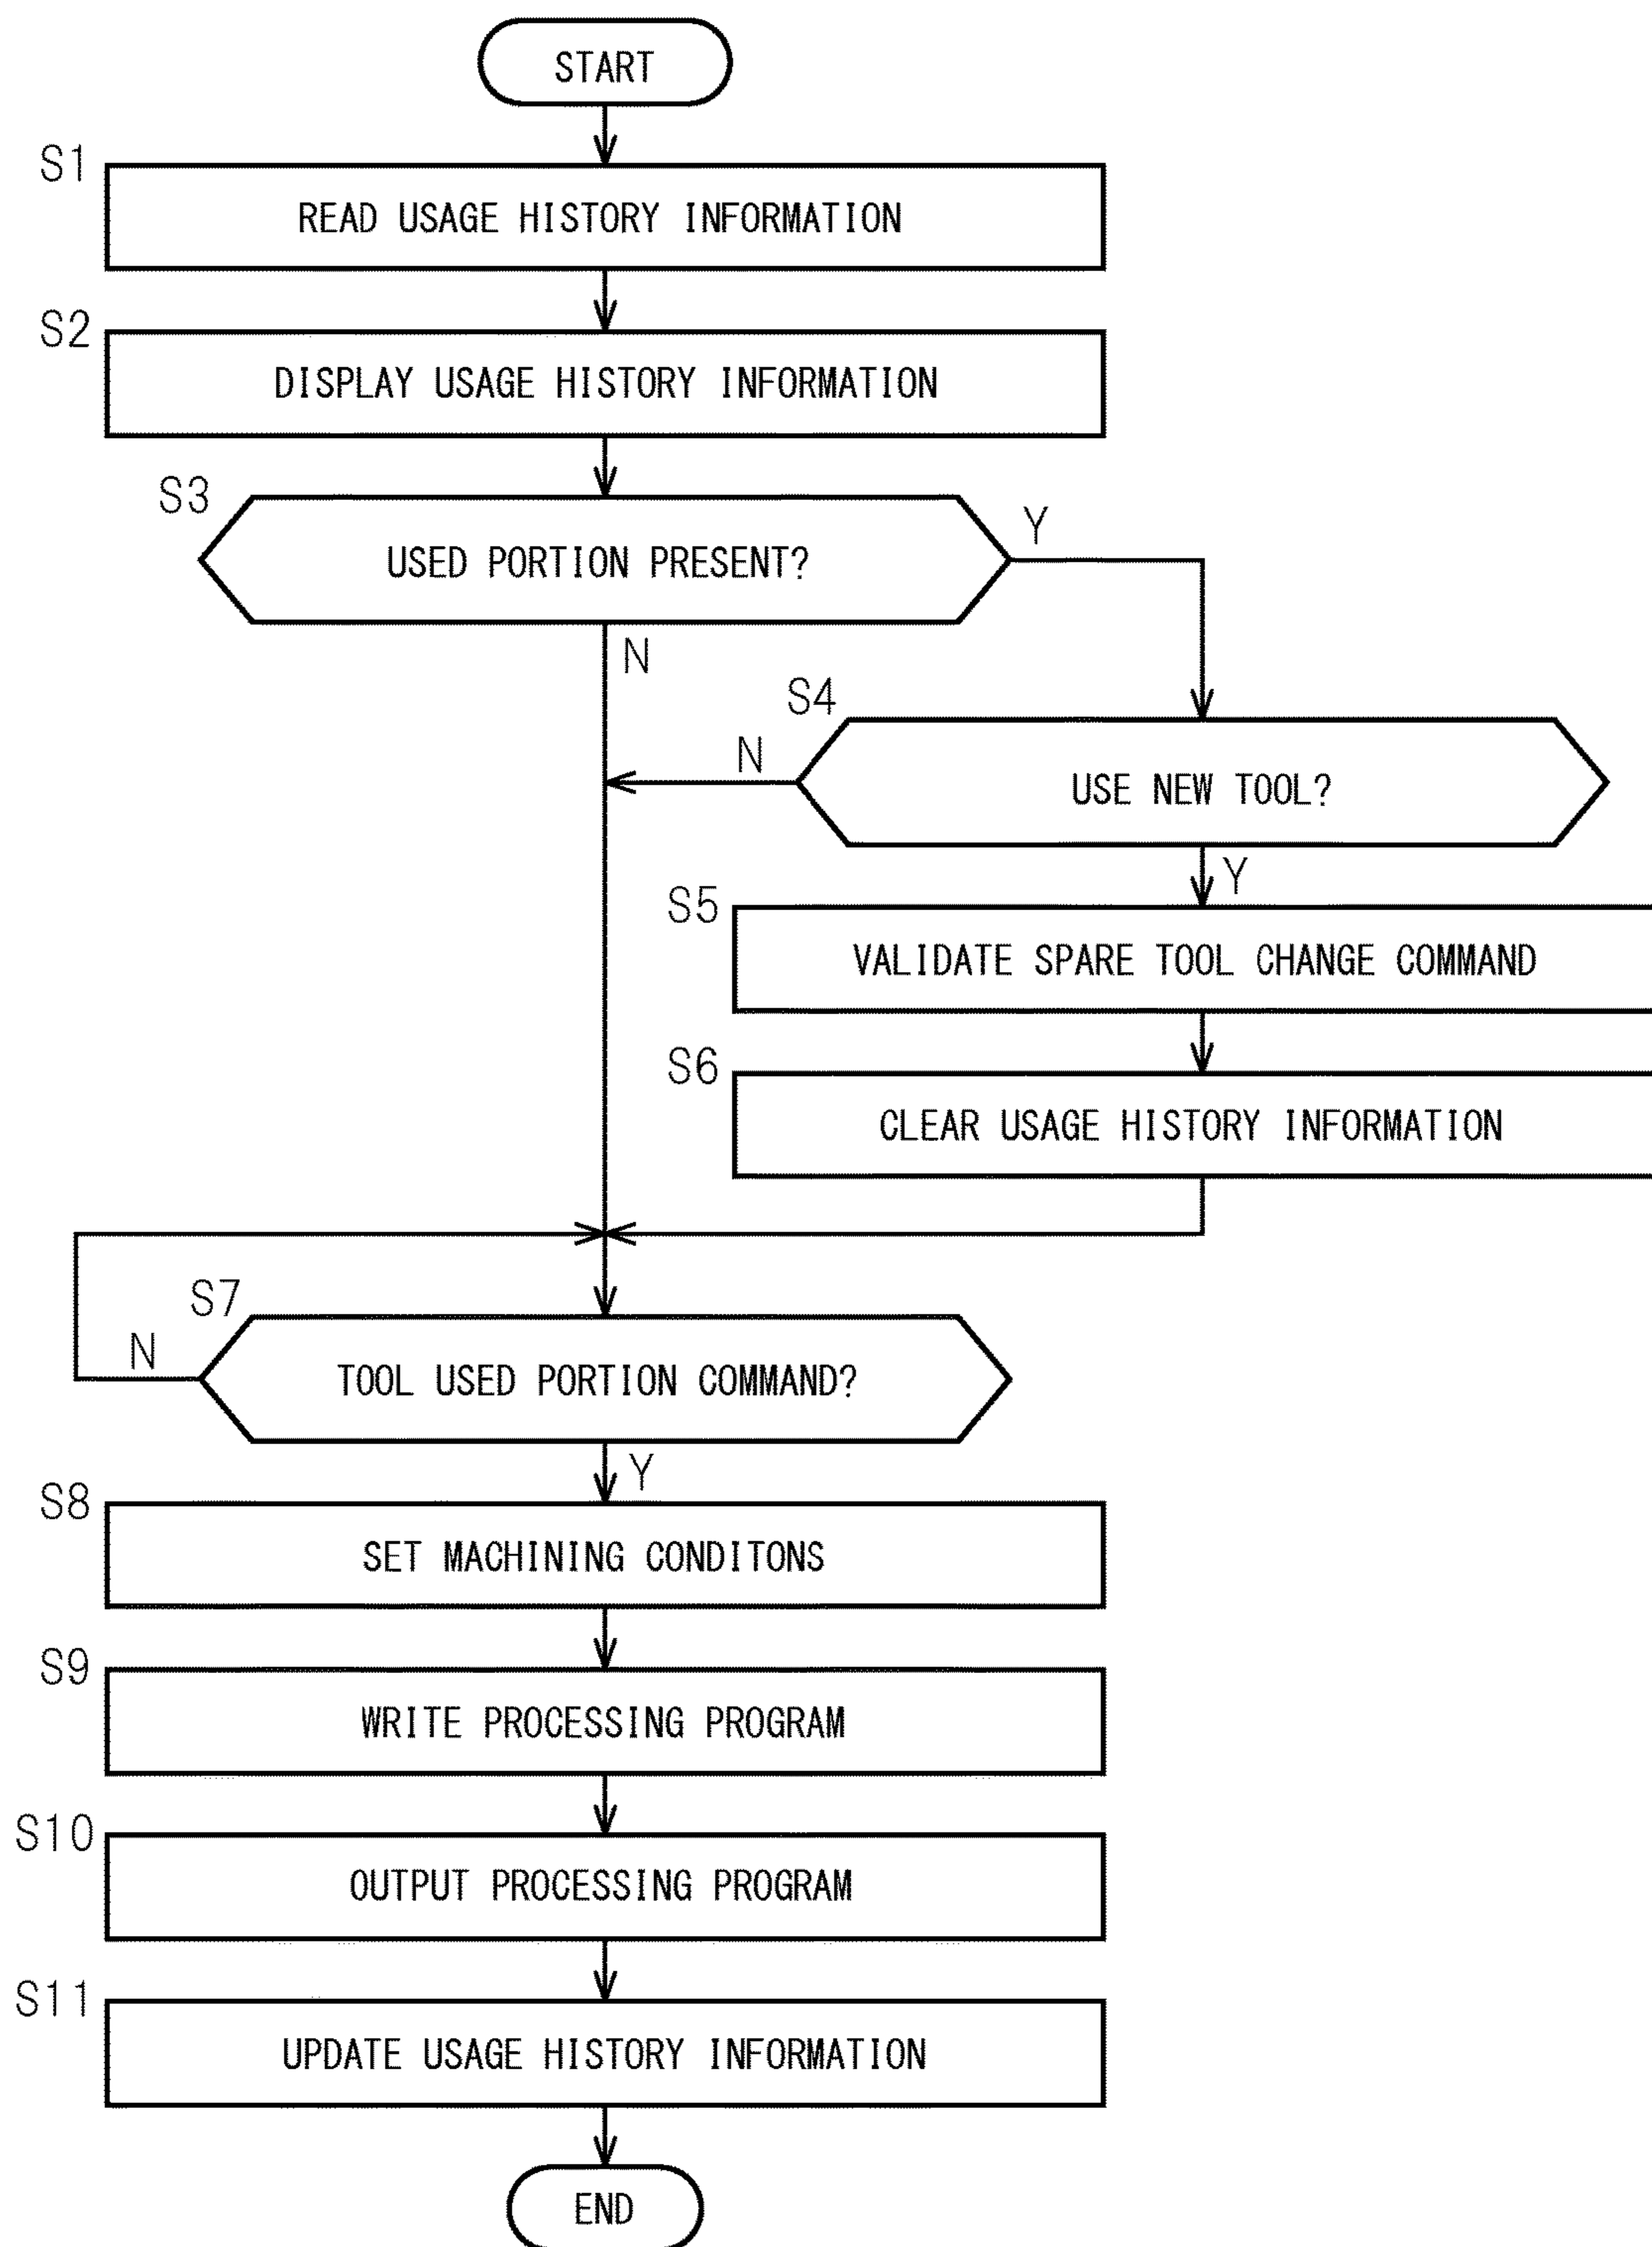 START
S1
READ USAGE HISTORY INFORMATION
S2
DISPLAY USAGE HISTORY INFORMATION
S3
USED PORTION PRESENT?
Y
N
S4
USE NEW TOOL?
N
Y
S5
VALIDATE SPARE TOOL CHANGE COMMAND
S6
CLEAR USAGE HISTORY INFORMATION
S7
TOOL USED PORTION COMMAND?
N
Y
S8
SET MACHINING CONDITONS
S9
WRITE PROCESSING PROGRAM
S10
OUTPUT PROCESSING PROGRAM
S11
UPDATE USAGE HISTORY INFORMATION
END